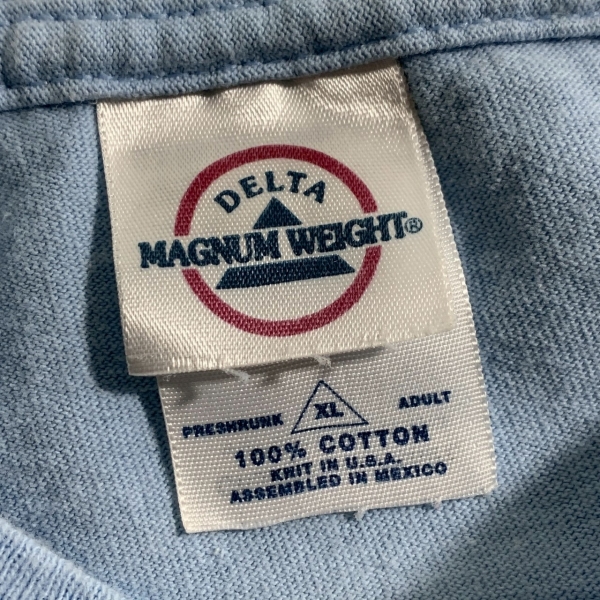 DELTA
MAGNUM WEIGHT®
PRESHRUNK XL ADULT
100% COTTON
KNIT IN U.S.A.
ASSEMBLED IN MEXICO